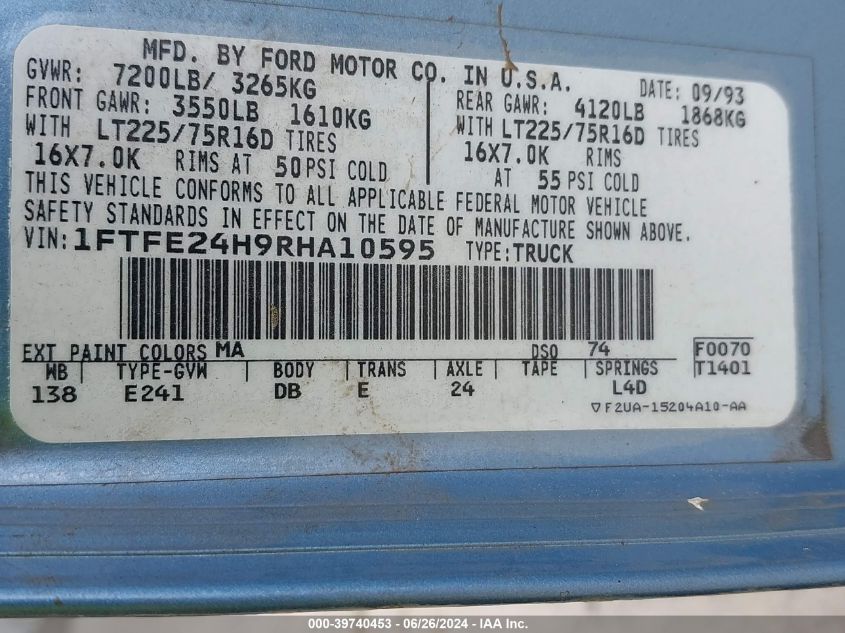 MFD. BY FORD MOTOR CO. IN U.S.A.
GVWR: 7200LB/ 3265KG DATE: 09/93
FRONT GAWR: 3550LB 1610KG REAR GAWR: 4120LB 1868KG
WITH LT225/75R16D TIRES WITH LT225/75R16D TIRES
16X7.0K RIMS AT 50 PSI COLD 16X7.0K RIMS
AT 55 PSI COLD
THIS VEHICLE CONFORMS TO ALL APPLICABLE FEDERAL MOTOR VEHICLE
SAFETY STANDARDS IN EFFECT ON THE DATE OF MANUFACTURE SHOWN ABOVE.
VIN: 1FTFE24H9RHA10595 TYPE: TRUCK
EXT PAINT COLORS MA DSO 74 F0070
WB TYPE-GVW BODY TRANS AXLE TAPE SPRINGS T1401
138 E241 DB E 24 L4D
F2UA-15204A10-AA
000-39740453 - 06/26/2024 - IAA Inc.